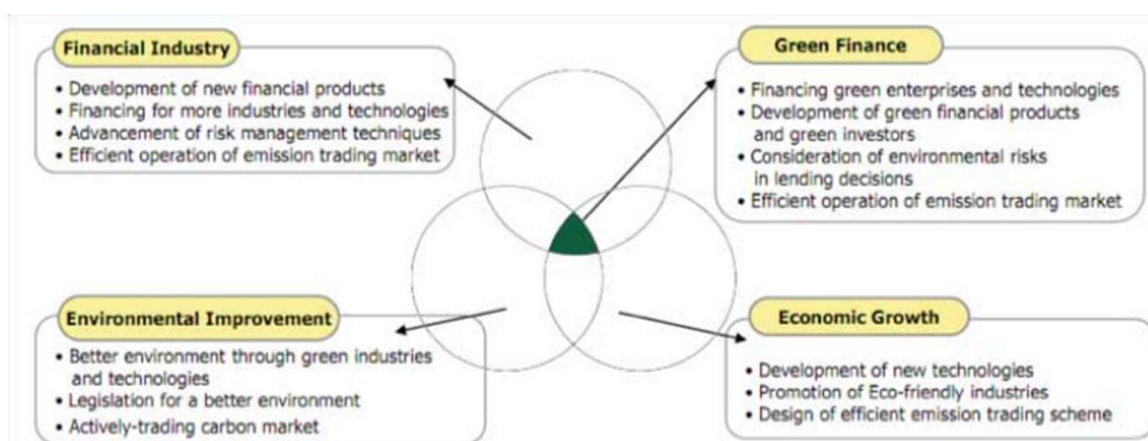 Financial Industry
• Development of new financial products
• Financing for more industries and technologies
• Advancement of risk management techniques
• Efficient operation of emission trading market
Green Finance
• Financing green enterprises and technologies
• Development of green financial products
and green investors
• Consideration of environmental risks
in lending decisions
• Efficient operation of emission trading market
Environmental Improvement
• Better environment through green industries
and technologies
• Legislation for a better environment
• Actively-trading carbon market
Economic Growth
• Development of new technologies
• Promotion of Eco-friendly industries
• Design of efficient emission trading scheme